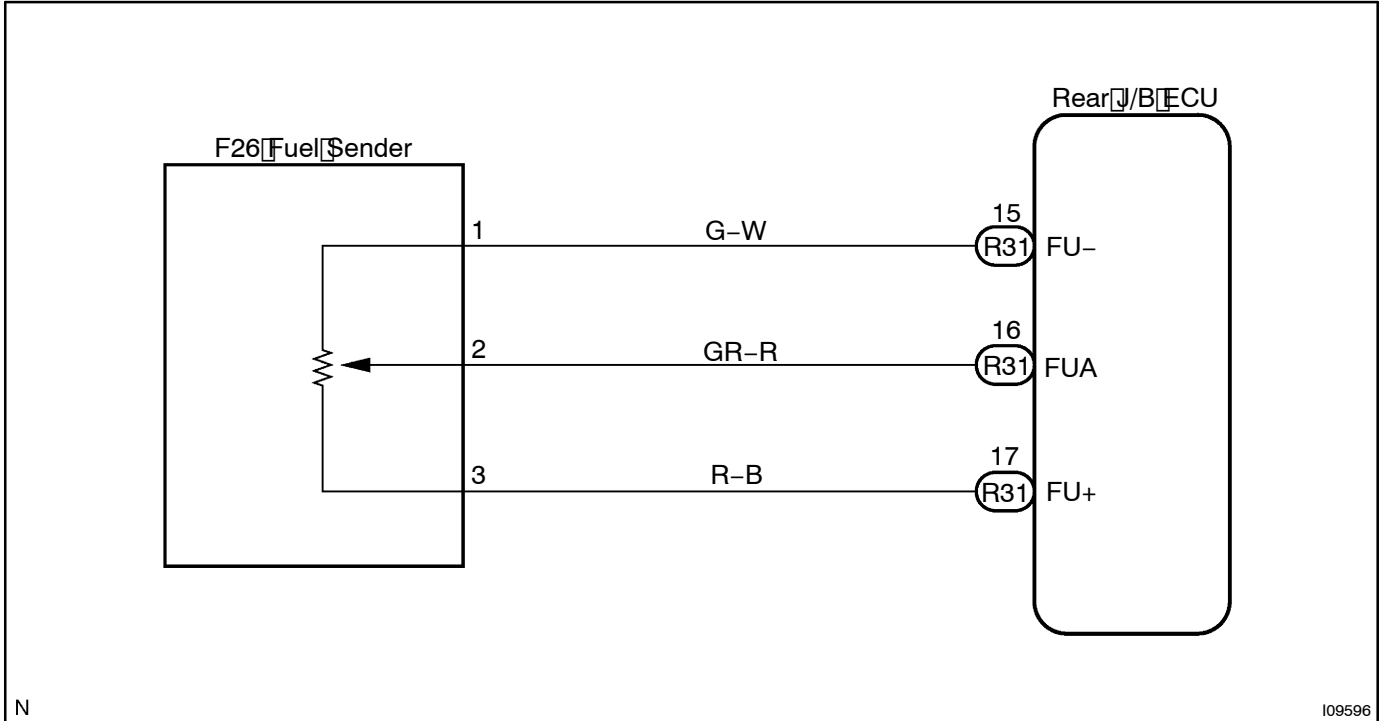 Rear J/B ECU
F26 Fuel Sender
1 G−W 15 R31 FU−
2 GR−R 16 R31 FUA
3 R−B 17 R31 FU+
N I09596